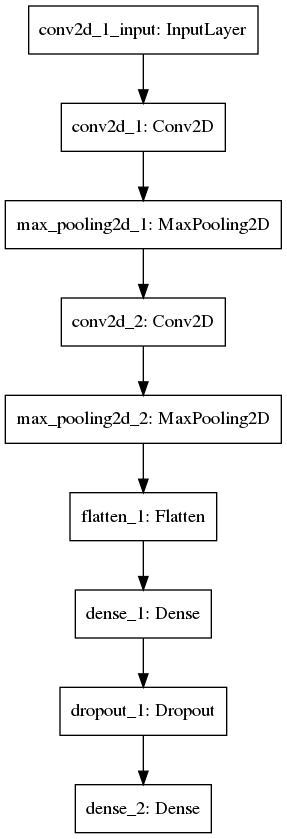 conv2d_1_input: InputLayer
conv2d_1: Conv2D
max_pooling2d_1: MaxPooling2D
conv2d_2: Conv2D
max_pooling2d_2: MaxPooling2D
flatten_1: Flatten
dense_1: Dense
dropout_1: Dropout
dense_2: Dense